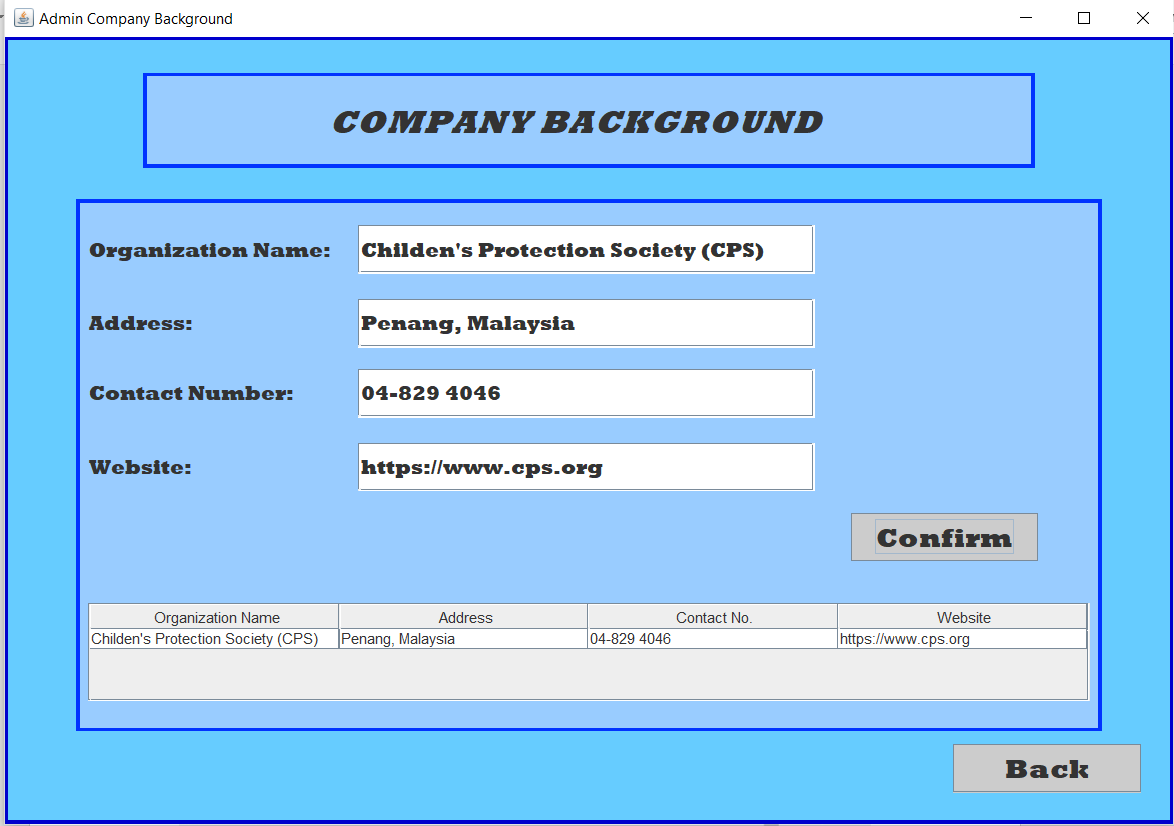 Admin Company Background
COMPANY BACKGROUND
Organization Name: Childen's Protection Society (CPS)
Address: Penang, Malaysia
Contact Number: 04-829 4046
Website: https://www.cps.org
Confirm
Organization Name Address Contact No. Website
Childen's Protection Society (CPS) Penang, Malaysia 04-829 4046 https://www.cps.org
Back